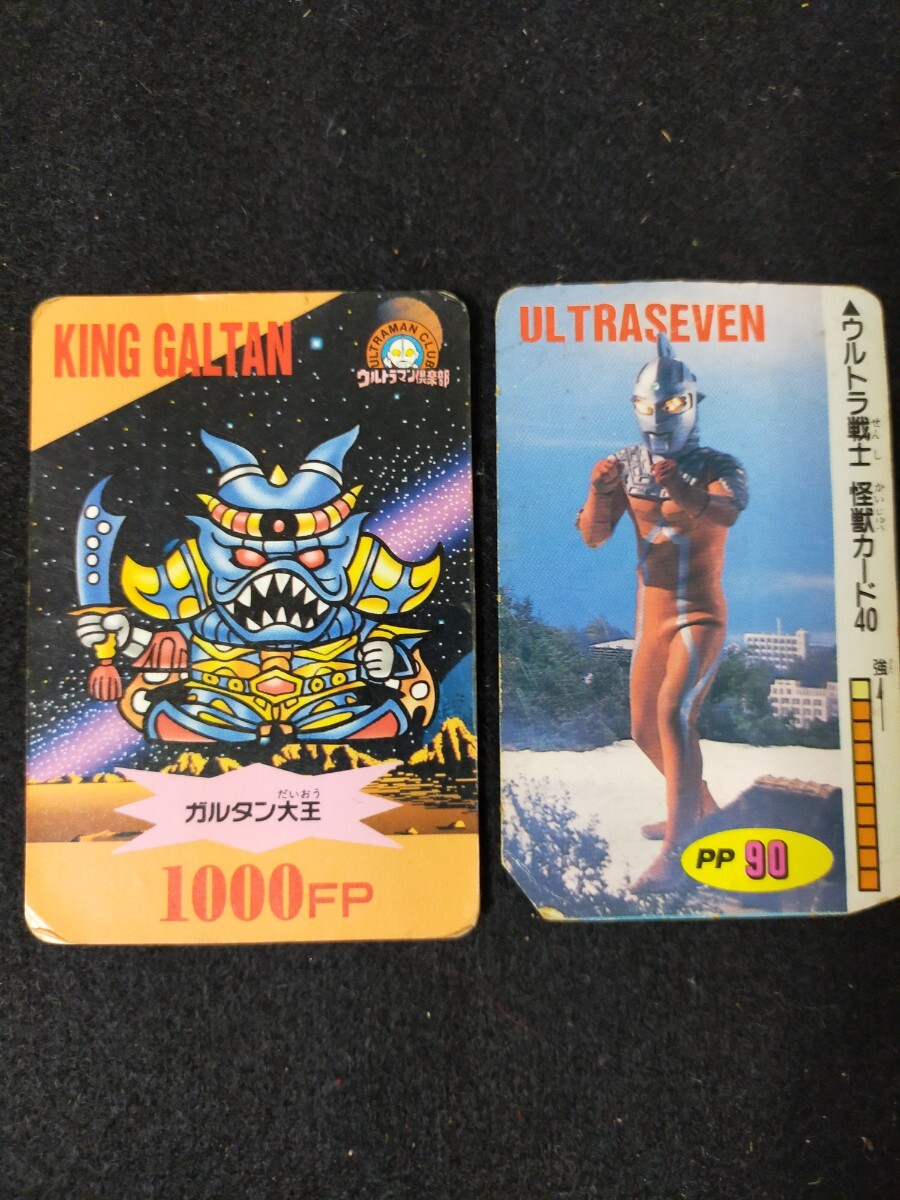 KING GALTAN
ULTRAMAN CLUB
ウルトラマン倶楽部
だいおう
ガルタン大王
1000FP
ULTRASEVEN
▲ウルトラ戦士 怪獣カード40
せんし かいじゅう
強さ
PP 90